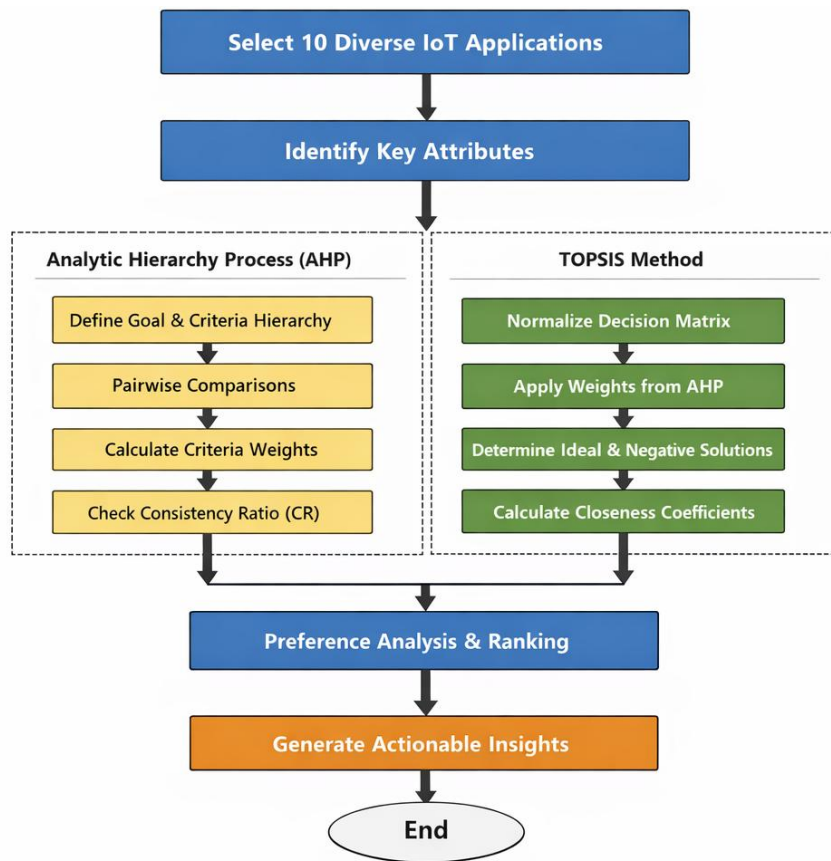 Select 10 Diverse IoT Applications
Identify Key Attributes
Analytic Hierarchy Process (AHP)
Define Goal & Criteria Hierarchy
Pairwise Comparisons
Calculate Criteria Weights
Check Consistency Ratio (CR)
TOPSIS Method
Normalize Decision Matrix
Apply Weights from AHP
Determine Ideal & Negative Solutions
Calculate Closeness Coefficients
Preference Analysis & Ranking
Generate Actionable Insights
End